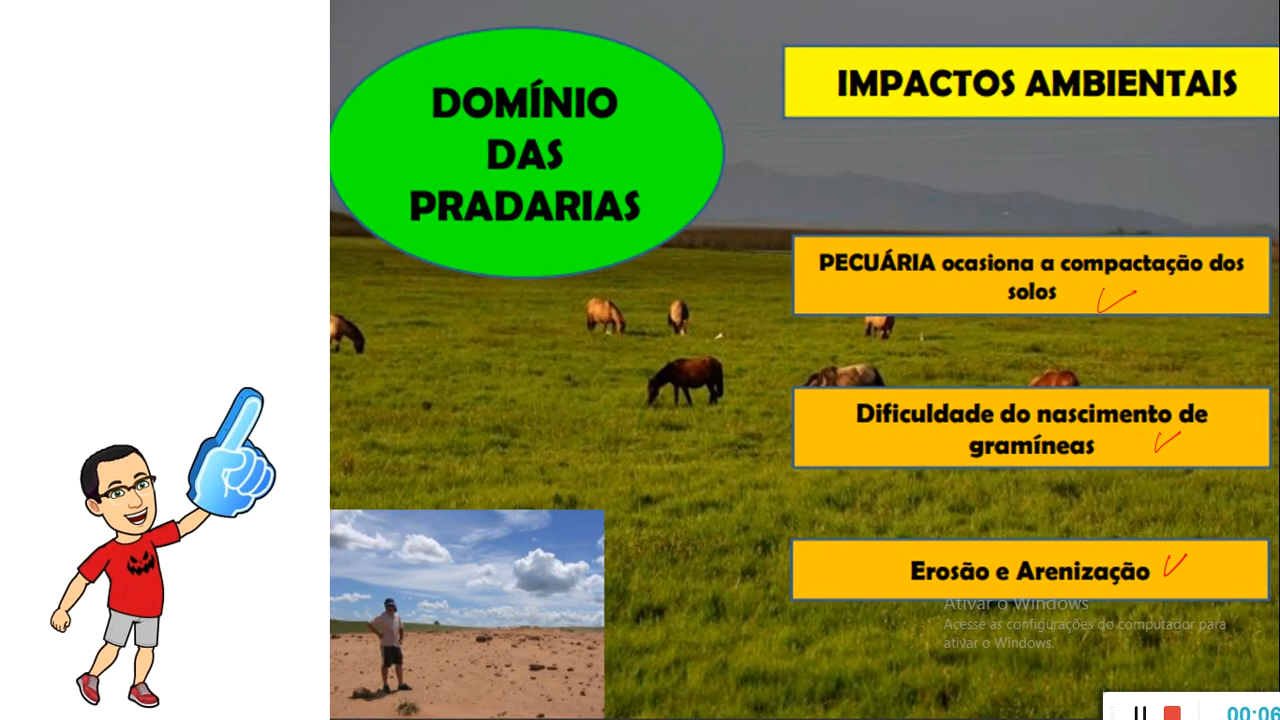 DOMÍNIO
DAS
PRADARIAS
IMPACTOS AMBIENTAIS
PECUÁRIA ocasiona a compactação dos
solos
Dificuldade do nascimento de
gramíneas
Erosão e Arenização
Ativar o Windows
Acesse as configurações do computador para
ativar o Windows.
00:06